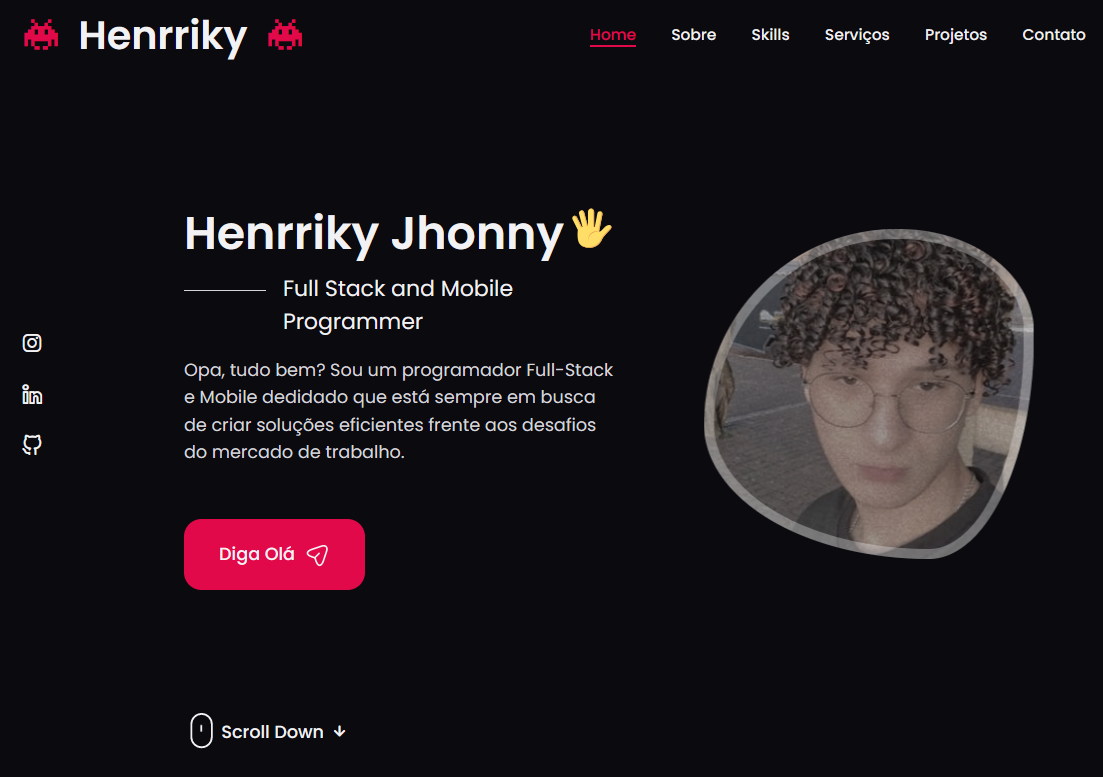 Henrriky
Home Sobre Skills Serviços Projetos Contato
Henrriky Jhonny
Full Stack and Mobile
Programmer
Opa, tudo bem? Sou um programador Full-Stack
e Mobile dedidado que está sempre em busca
de criar soluções eficientes frente aos desafios
do mercado de trabalho.
Diga Olá
Scroll Down